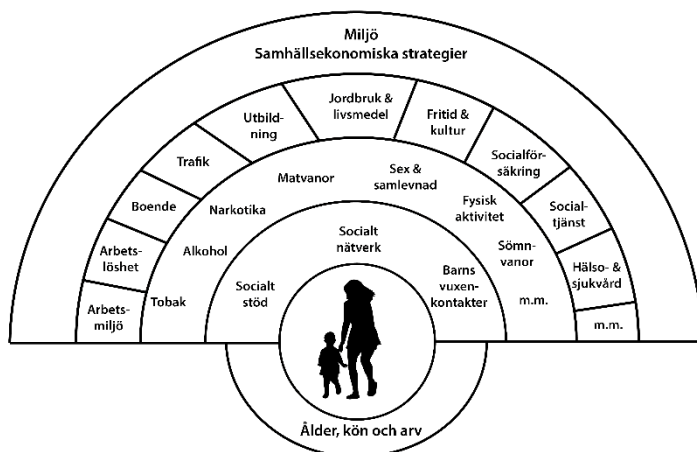 Miljö
Samhällsekonomiska strategier
Arbets-
miljö
Arbets-
löshet
Boende
Trafik
Utbild-
ning
Jordbruk &
livsmedel
Fritid &
kultur
Socialför-
säkring
Social-
tjänst
Hälso- &
sjukvård
m.m.
Tobak
Alkohol
Narkotika
Matvanor
Sex &
samlevnad
Fysisk
aktivitet
Sömn-
vanor
m.m.
Socialt
stöd
Socialt
nätverk
Barns
vuxen-
kontakter
Ålder, kön och arv